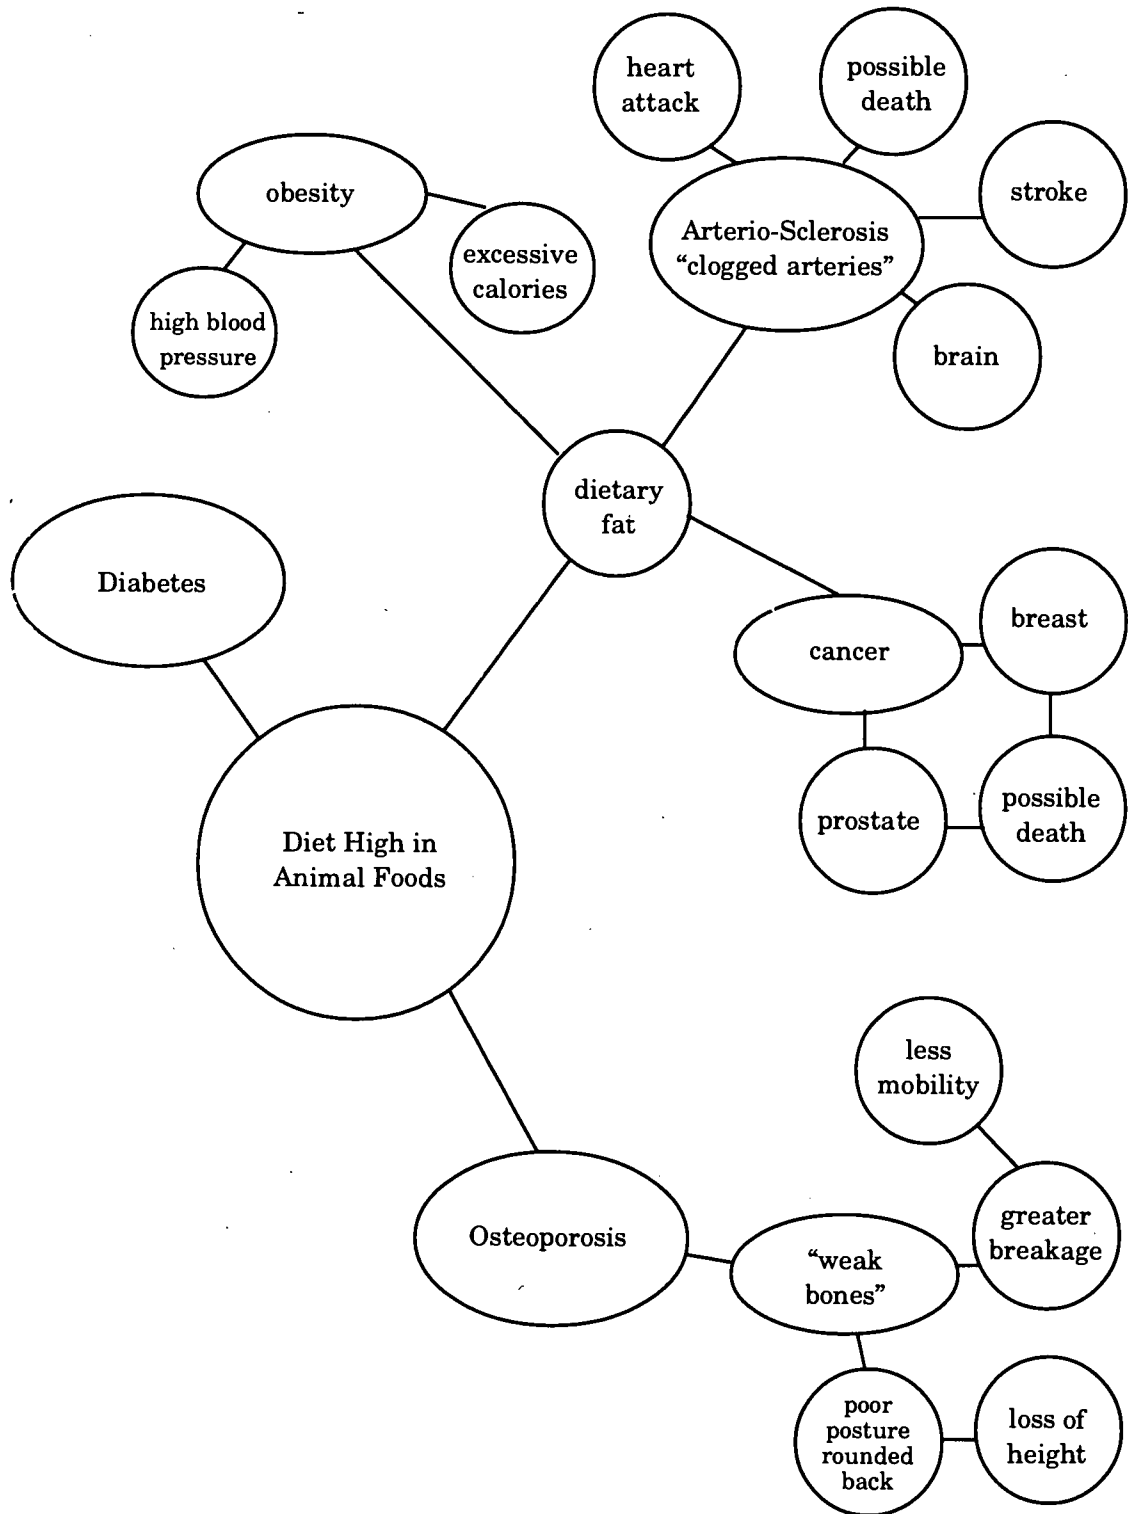 heart
attack
possible
death
obesity
stroke
excessive
calories
Arterio-Sclerosis
“clogged arteries”
high blood
pressure
brain
dietary
fat
Diabetes
breast
cancer
possible
death
prostate
Diet High in
Animal Foods
less
mobility
greater
breakage
Osteoporosis
“weak
bones”
poor
posture
rounded
back
loss of
height